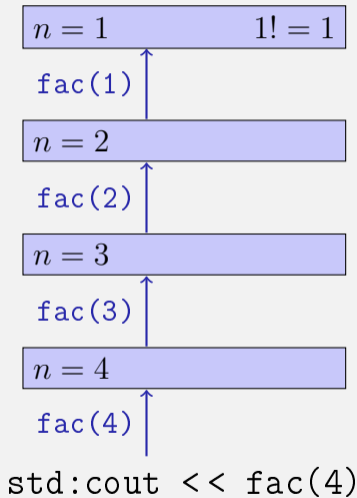 n = 1 1! = 1
fac(1)
n = 2
fac(2)
n = 3
fac(3)
n = 4
fac(4)
std:cout << fac(4)